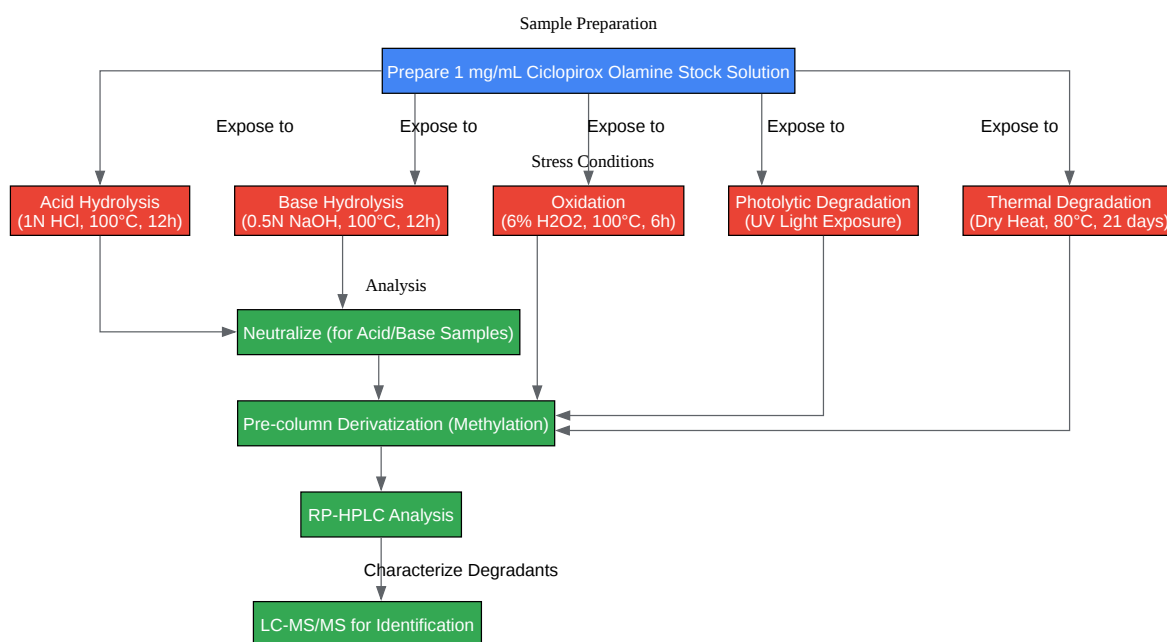 Sample Preparation
Prepare 1 mg/mL Ciclopirox Olamine Stock Solution
Expose to
Expose to
Expose to
Expose to
Expose to
Stress Conditions
Acid Hydrolysis
(1N HCl, 100°C, 12h)
Base Hydrolysis
(0.5N NaOH, 100°C, 12h)
Oxidation
(6% H2O2, 100°C, 6h)
Photolytic Degradation
(UV Light Exposure)
Thermal Degradation
(Dry Heat, 80°C, 21 days)
Analysis
Neutralize (for Acid/Base Samples)
Pre-column Derivatization (Methylation)
RP-HPLC Analysis
Characterize Degradants
LC-MS/MS for Identification